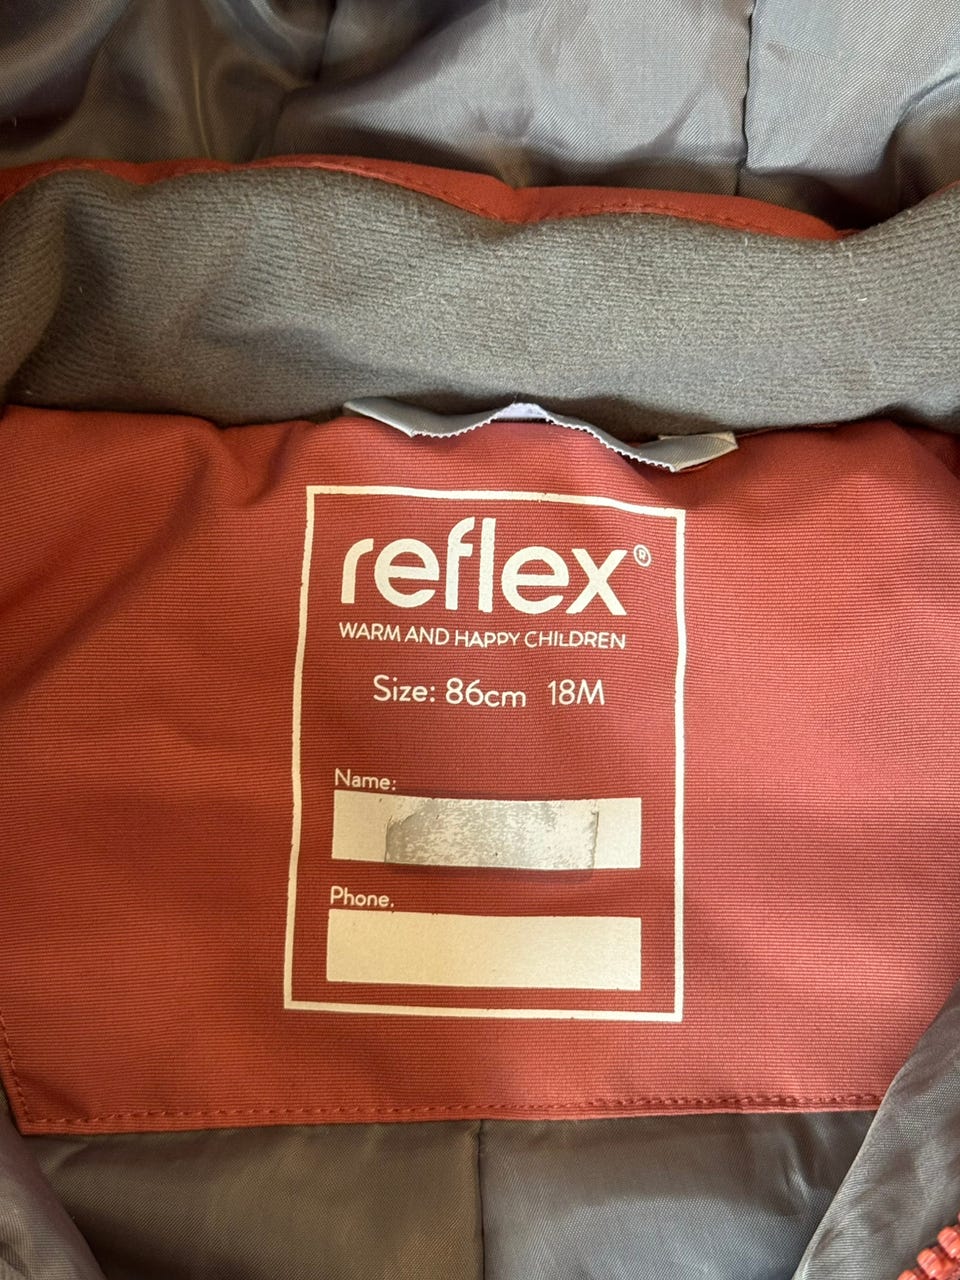 reflex®
WARM AND HAPPY CHILDREN
Size: 86cm 18M
Name:
Phone.